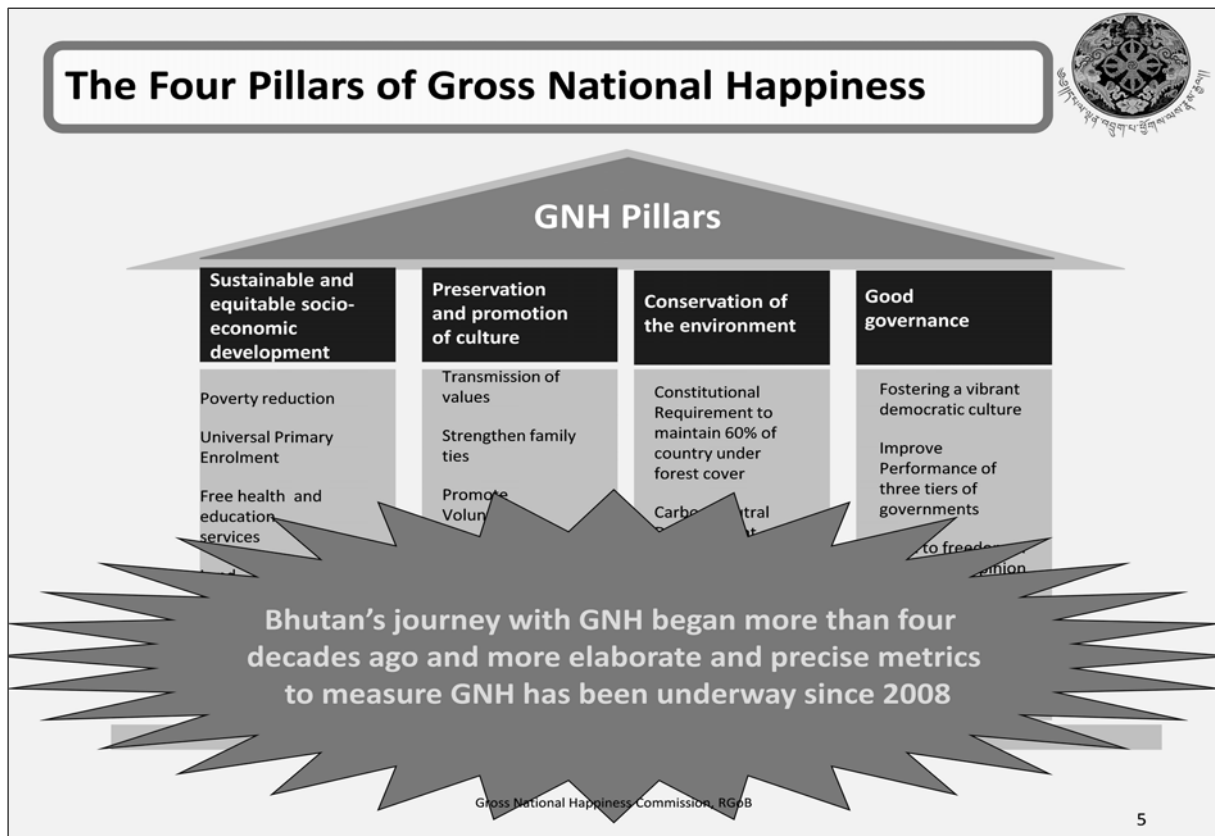 The Four Pillars of Gross National Happiness
GNH Pillars
Sustainable and
equitable socio-
economic
development
Poverty reduction
Universal Primary
Enrolment
Free health and
education
services
Preservation
and promotion
of culture
Transmission of
values
Strengthen family
ties
Promote
Conservation of
the environment
Constitutional
Requirement to
maintain 60% of
country under
forest cover
Good
governance
Fostering a vibrant
democratic culture
Improve
Performance of
three tiers of
governments
to
Bhutan’s journey with GNH began more than four
decades ago and more elaborate and precise metrics
to measure GNH has been underway since 2008
Gross National Happiness Commission, RGoB
5